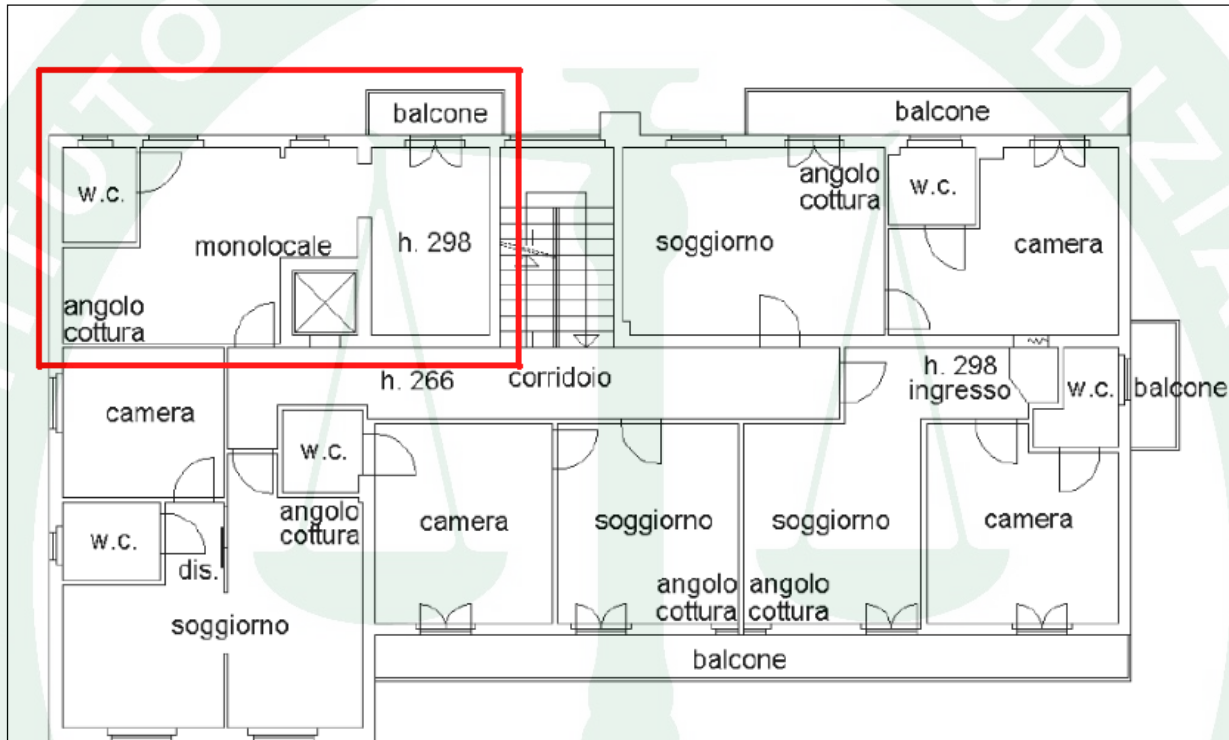 balcone
balcone
w.c.
monolocale
h. 298
angolo
cottura
soggiorno
angolo
cottura
w.c.
camera
h. 266
corridoio
h. 298
ingresso
w.c.
balcone
camera
w.c.
angolo
cottura
w.c.
dis.
soggiorno
camera
soggiorno
angolo
cottura
soggiorno
angolo
cottura
camera
balcone